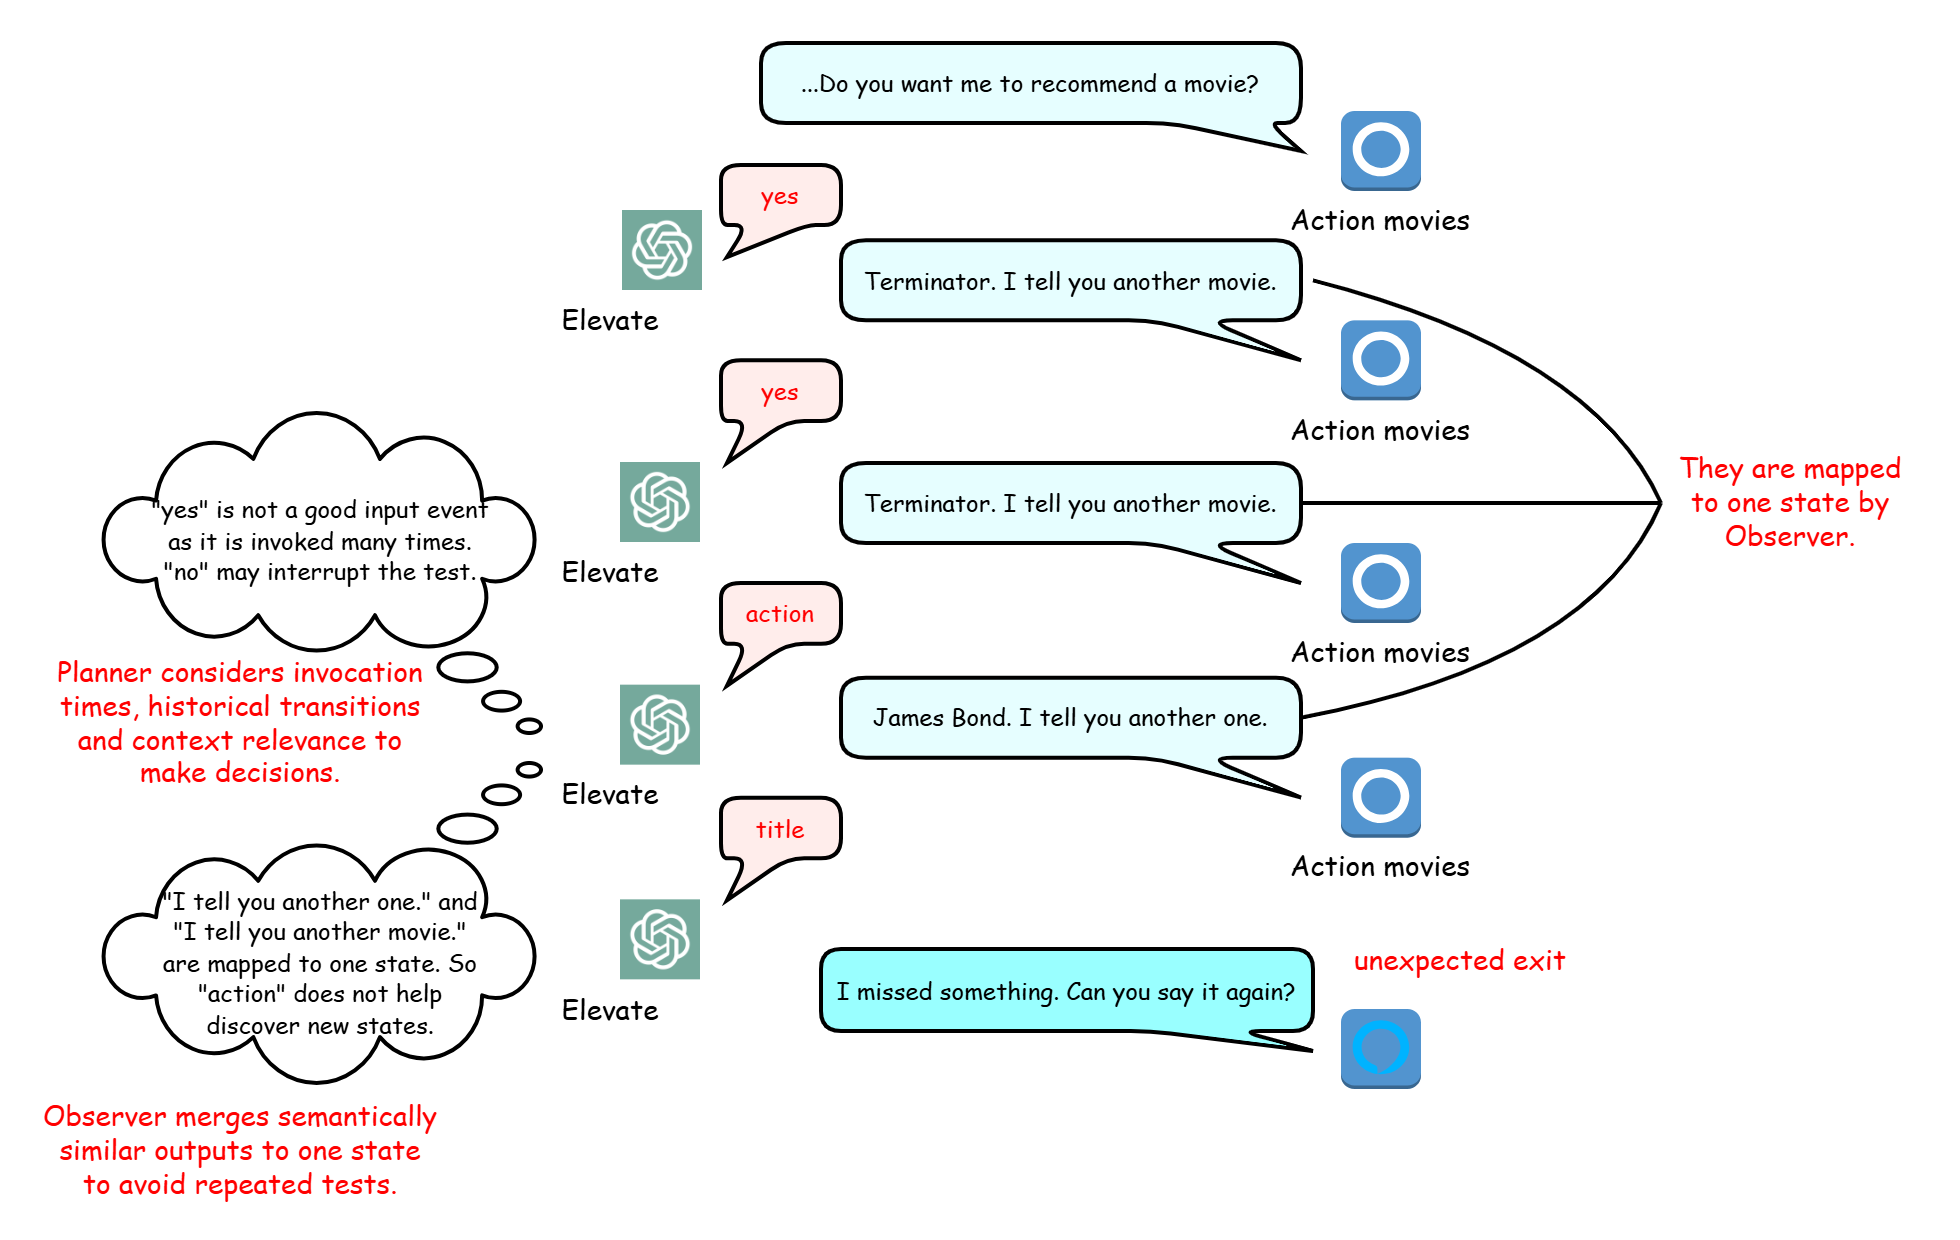 ...Do you want me to recommend a movie?
Action movies
yes
Elevate
Terminator. I tell you another movie.
Action movies
yes
Elevate
Terminator. I tell you another movie.
Action movies
They are mapped
to one state by
Observer.
"yes" is not a good input event
as it is invoked many times.
"no" may interrupt the test.
Planner considers invocation
times, historical transitions
and context relevance to
make decisions.
action
Elevate
James Bond. I tell you another one.
Action movies
title
Elevate
"I tell you another one." and
"I tell you another movie."
are mapped to one state. So
"action" does not help
discover new states.
Observer merges semantically
similar outputs to one state
to avoid repeated tests.
I missed something. Can you say it again?
unexpected exit